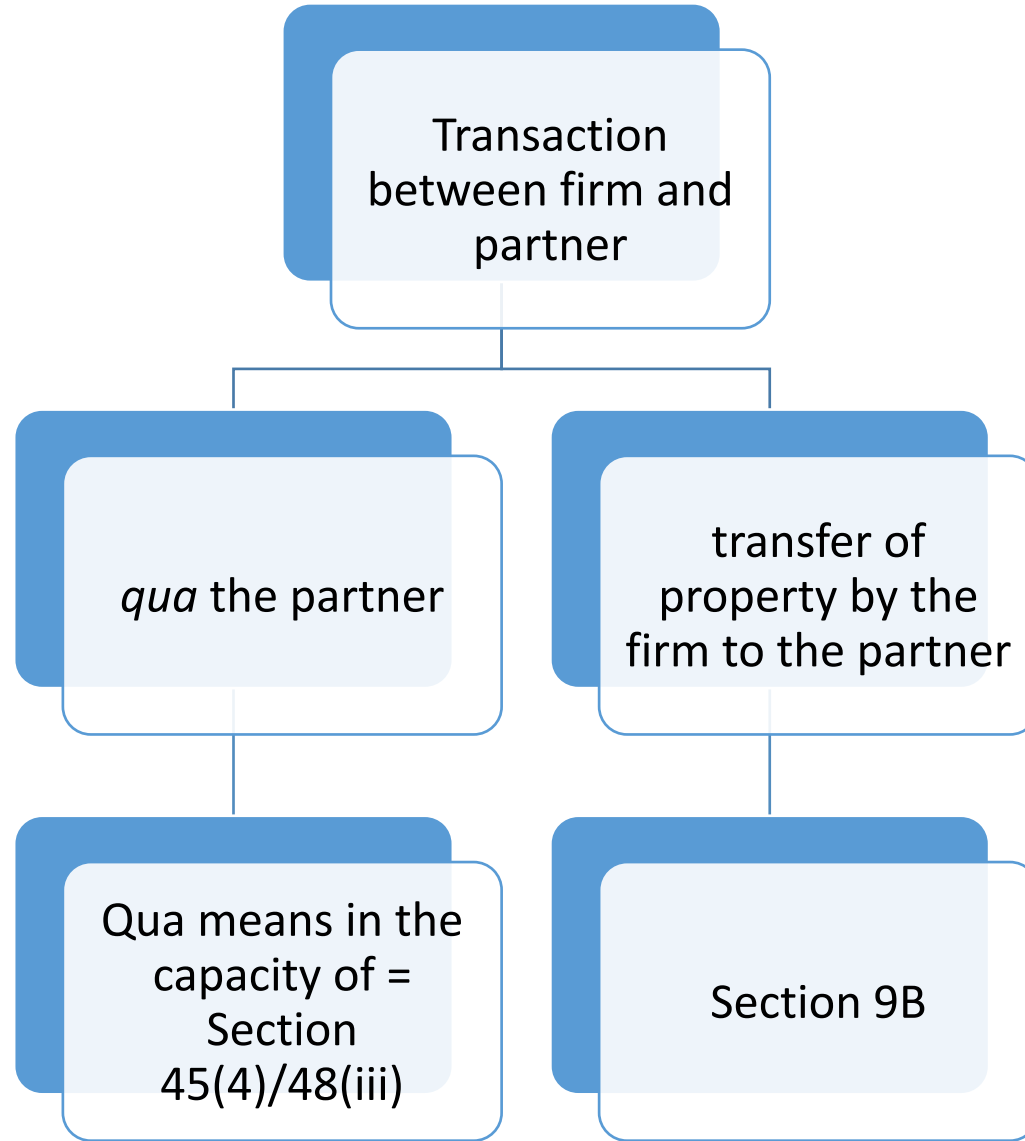 Transaction
between firm and
partner
qua the partner
transfer of
property by the
firm to the partner
Qua means in the
capacity of =
Section
45(4)/48(iii)
Section 9B